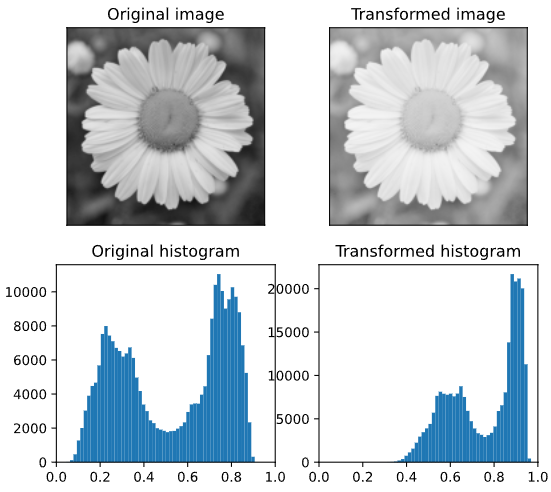 Original image
Transformed image
Original histogram
Transformed histogram
10000
8000
6000
4000
2000
0
0.0 0.2 0.4 0.6 0.8 1.0
20000
15000
10000
5000
0
0.0 0.2 0.4 0.6 0.8 1.0